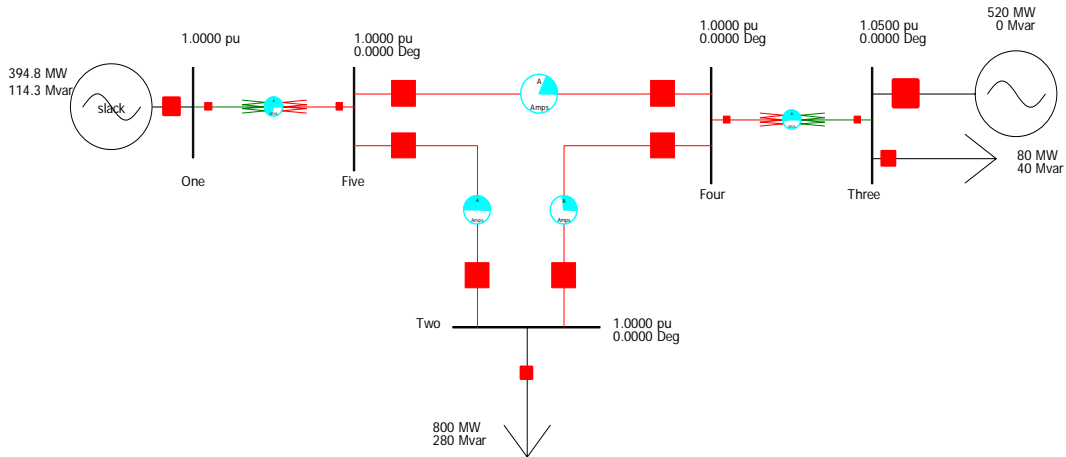 520 MW
0 Mvar
1.0000 pu
1.0000 pu
0.0000 Deg
1.0000 pu
0.0000 Deg
1.0500 pu
0.0000 Deg
394.8 MW
114.3 Mvar
slack
A
Amps
One
Five
Four
Three
80 MW
40 Mvar
A
Amps
A
Amps
Two
1.0000 pu
0.0000 Deg
800 MW
280 Mvar